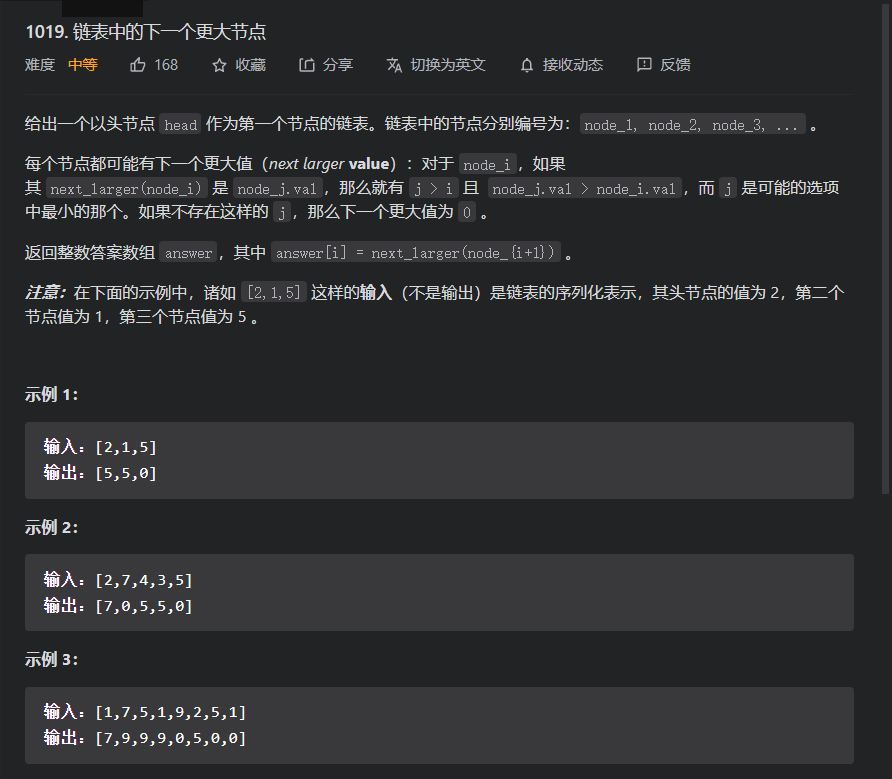 1019. 链表中的下一个更大节点
难度 中等 168 收藏 分享 切换为英文 接收动态 反馈
给出一个以头节点 head 作为第一个节点的链表。链表中的节点分别编号为：node_1, node_2, node_3, ... 。
每个节点都可能有下一个更大值（next larger value）：对于 node_i，如果
其 next_larger(node_i) 是 node_j.val，那么就有 j > i 且 node_j.val > node_i.val，而 j 是可能的选项
中最小的那个。如果不存在这样的 j，那么下一个更大值为 0 。
返回整数答案数组 answer，其中 answer[i] = next_larger(node_{i+1}) 。
注意：在下面的示例中，诸如 [2,1,5] 这样的输入（不是输出）是链表的序列化表示，其头节点的值为 2，第二个
节点值为 1，第三个节点值为 5 。
示例 1：
输入：[2,1,5]
输出：[5,5,0]
示例 2：
输入：[2,7,4,3,5]
输出：[7,0,5,5,0]
示例 3：
输入：[1,7,5,1,9,2,5,1]
输出：[7,9,9,9,0,5,0,0]